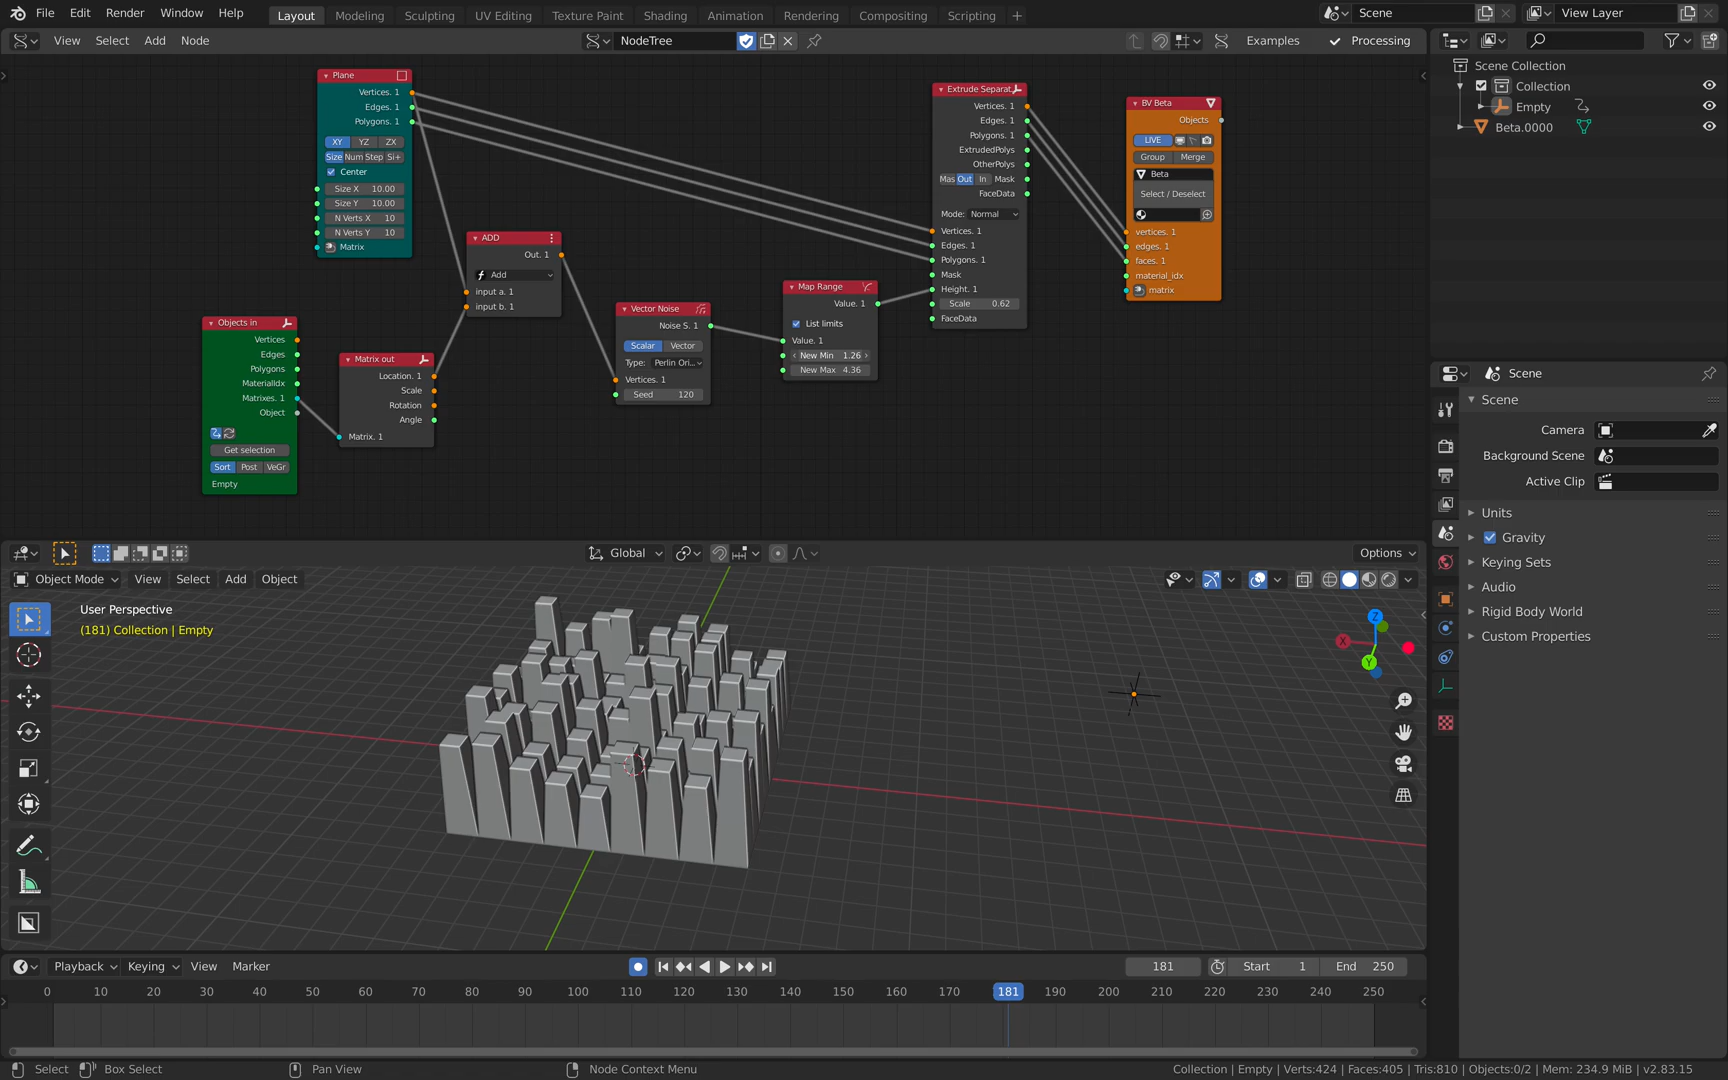 File Edit Render Window Help Layout Modeling Sculpting UV Editing Texture Paint Shading Animation Rendering Compositing Scripting + Scene View Layer
View Select Add Node NodeTree Examples Processing
Plane
Vertices. 1
Edges. 1
Polygons. 1
XY YZ ZX
Size Num Step Si+
Center
Size X 10.00
Size Y 10.00
N Verts X 10
N Verts Y 10
Matrix
Objects in
Vertices
Edges
Polygons
MaterialIdx
Matrixes. 1
Object
Get selection
Sort Post VeGr
Empty
Matrix out
Location. 1
Scale
Rotation
Angle
Matrix. 1
ADD
Out. 1
Add
input a. 1
input b. 1
Vector Noise
Noise S. 1
Scalar Vector
Type: Perlin Ori...
Vertices. 1
Seed 120
Map Range
Value. 1
List limits
Value. 1
New Min 1.26
New Max 4.36
Extrude Separat
Vertices. 1
Edges. 1
Polygons. 1
ExtrudedPolys
OtherPolys
Mas Out In Mask
FaceData
Mode: Normal
Vertices. 1
Edges. 1
Polygons. 1
Mask
Height. 1
Scale 0.62
FaceData
BV Beta
Objects
LIVE
Group Merge
Beta
Select / Deselect
vertices. 1
edges. 1
faces. 1
material_idx
matrix
Scene Collection
Collection
Empty
Beta.0000
Scene
Scene
Camera
Background Scene
Active Clip
Units
Gravity
Keying Sets
Audio
Rigid Body World
Custom Properties
Global Options
Object Mode View Select Add Object
User Perspective
(181) Collection | Empty
Z
X
Y
Playback Keying View Marker 181 Start 1 End 250
0 10 20 30 40 50 60 70 80 90 100 110 120 130 140 150 160 170 181 190 200 210 220 230 240 250
Select Box Select Pan View Node Context Menu Collection | Empty | Verts:424 | Faces:405 | Tris:810 | Objects:0/2 | Mem: 234.9 MiB | v2.83.15